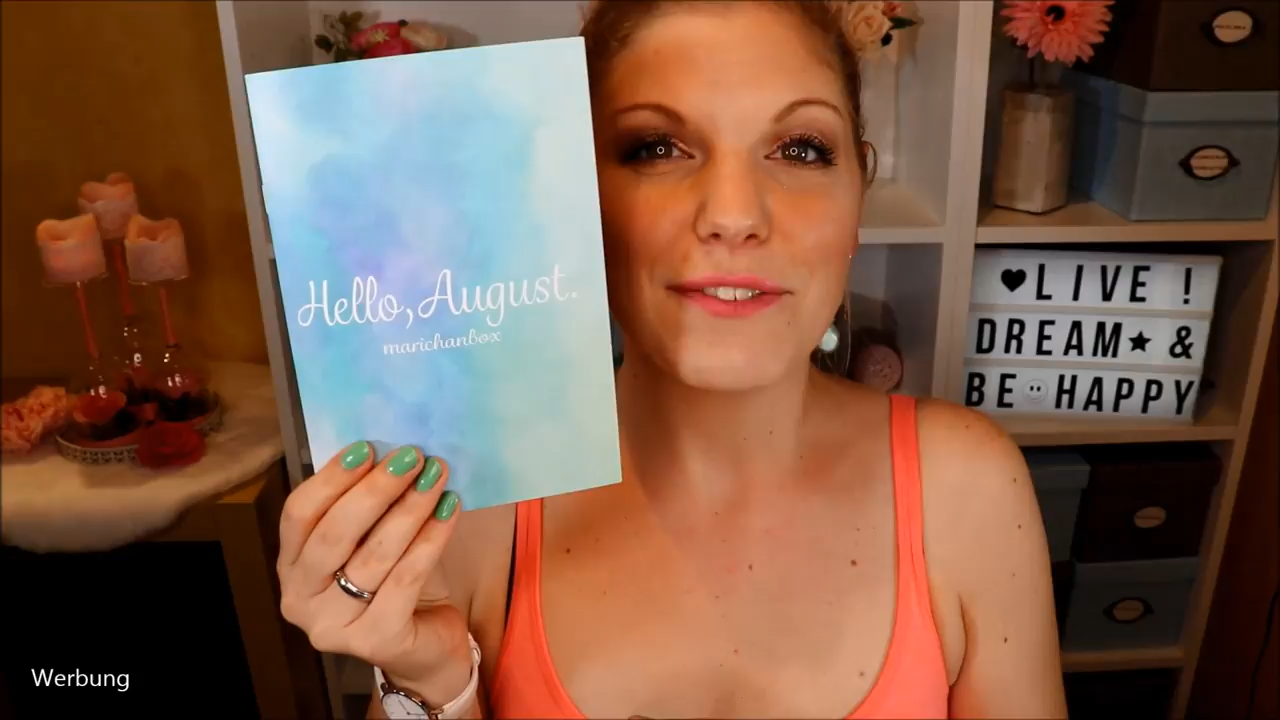 Hello, August.
marichanbox
♥LIVE !
DREAM★ &
BE☺HAPPY
Werbung